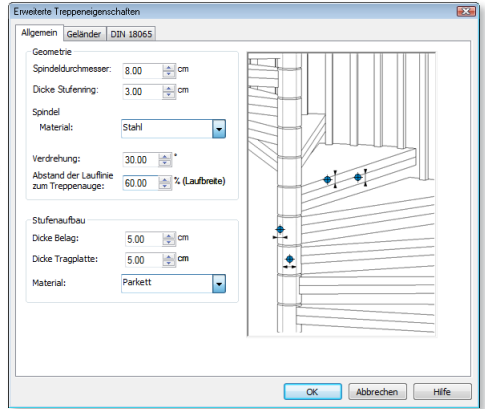 Erweiterte Treppeneigenschaften
Allgemein Geländer DIN 18065
Geometrie
Spindeldurchmesser: 8.00 cm
Dicke Stufenring: 3.00 cm
Spindel
Material: Stahl
Verdrehung: 30.00 °
Abstand der Lauflinie
zum Treppenauge: 60.00 % (Laufbreite)
Stufenaufbau
Dicke Belag: 5.00 cm
Dicke Tragplatte: 5.00 cm
Material: Parkett
OK Abbrechen Hilfe